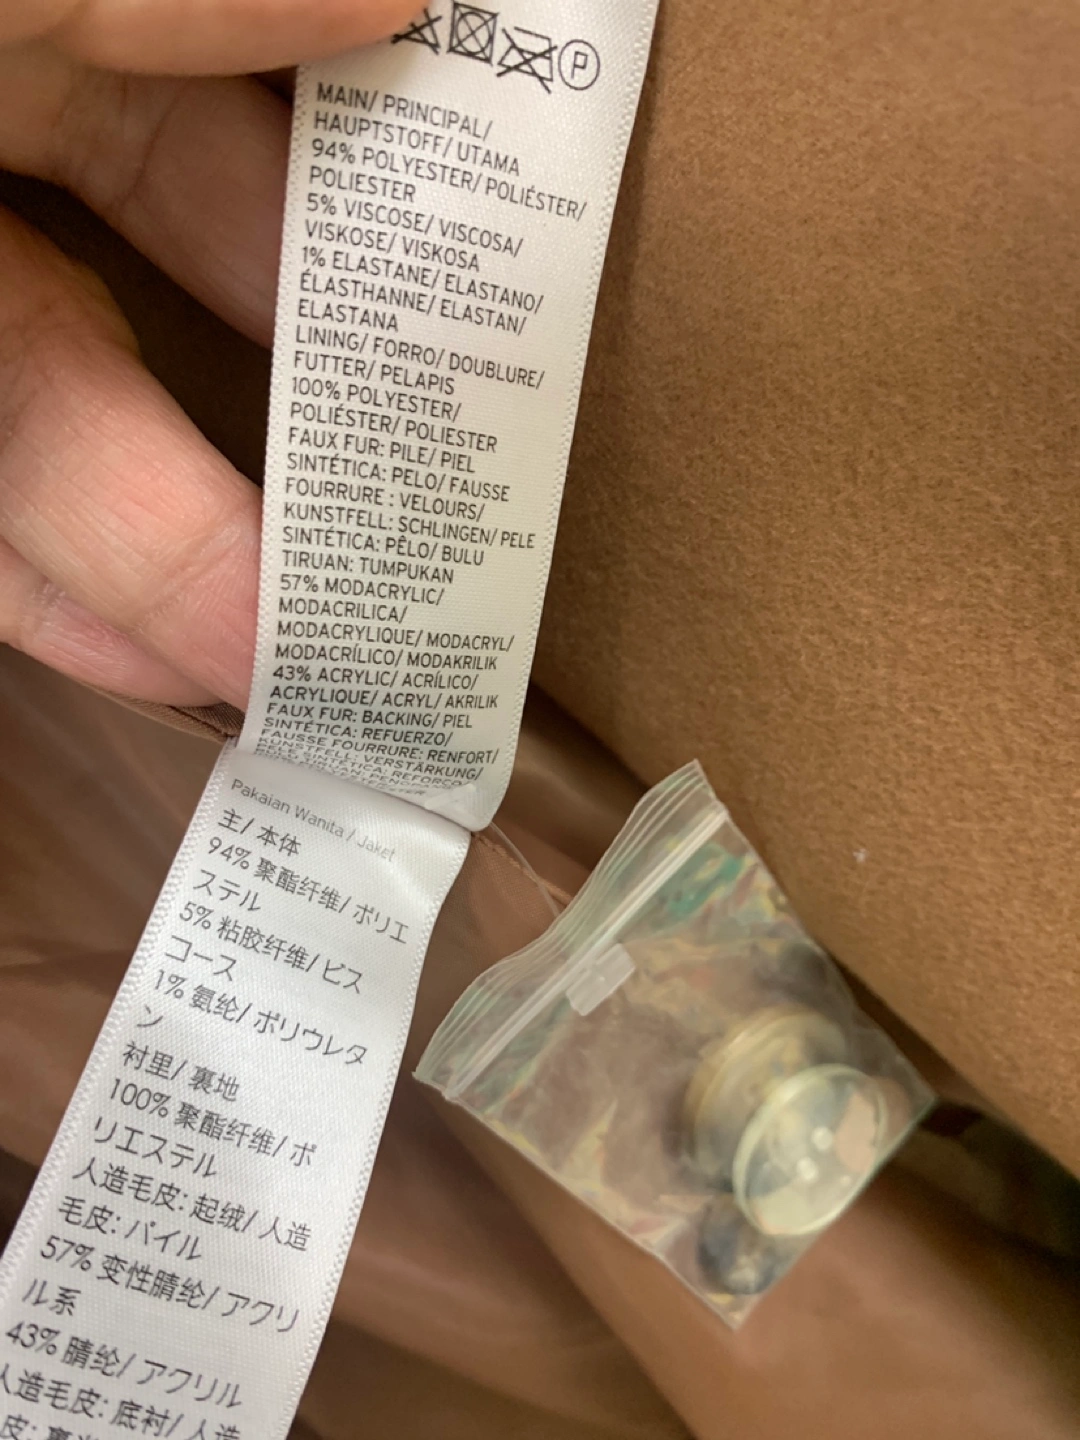 P
MAIN/ PRINCIPAL/
HAUPTSTOFF/ UTAMA
94% POLYESTER/ POLIÉSTER/
POLIESTER
5% VISCOSE/ VISCOSA/
VISKOSE/ VISKOSA
1% ELASTANE/ ELASTANO/
ÉLASTHANNE/ ELASTAN/
ELASTANA
LINING/ FORRO/ DOUBLURE/
FUTTER/ PELAPIS
100% POLYESTER/
POLIÉSTER/ POLIESTER
FAUX FUR: PILE/ PIEL
SINTÉTICA: PELO/ FAUSSE
FOURRURE : VELOURS/
KUNSTFELL: SCHLINGEN/ PELE
SINTÉTICA: PÊLO/ BULU
TIRUAN: TUMPUKAN
57% MODACRYLIC/
MODACRILICA/
MODACRYLIQUE/ MODACRYL/
MODACRÍLICO/ MODAKRILIK
43% ACRYLIC/ ACRÍLICO/
ACRYLIQUE/ ACRYL/ AKRILIK
FAUX FUR: BACKING/ PIEL
SINTÉTICA: REFUERZO/
FAUSSE FOURRURE: RENFORT/
KUNSTFELL: VERSTÄRKUNG/
PELE SINTÉTICA: REFORÇO/
Pakaian Wanita / Jaket
主/ 本体
94% 聚酯纤维/ ポリエ
ステル
5% 粘胶纤维/ ビス
コース
1% 氨纶/ ポリウレタ
ン
衬里/ 裏地
100% 聚酯纤维/ ポ
リエステル
人造毛皮: 起绒/ 人造
毛皮: パイル
57% 变性腈纶/ アクリ
ル系
43% 腈纶/ アクリル
人造毛皮: 底衬/ 人造
皮: